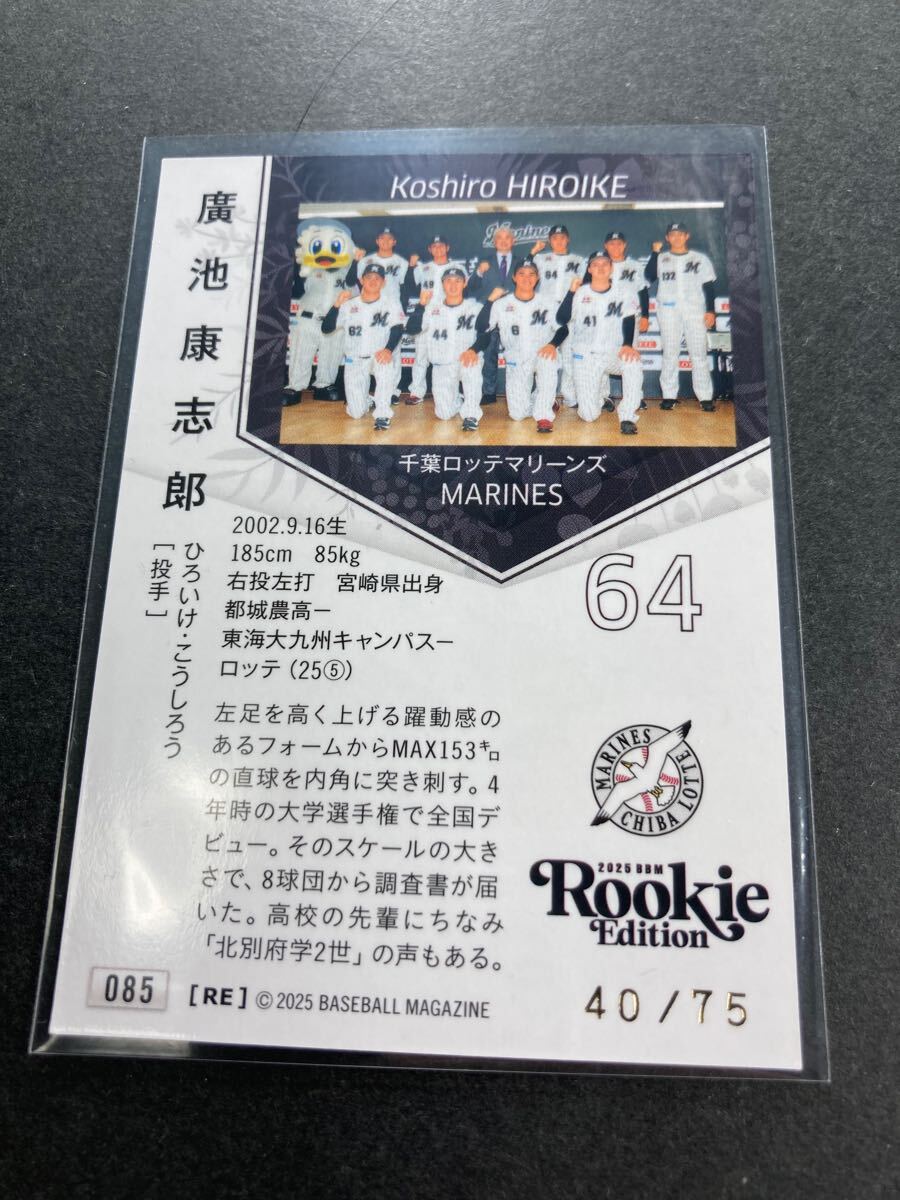 Koshiro HIROIKE
廣池康志郎
ひろいけ・こうしろう
[投手]
Marines
49
64
132
62
44
6
41
千葉ロッテマリーンズ
MARINES
2002.9.16生
185cm 85kg
右投左打 宮崎県出身
都城農高ー
東海大九州キャンパスー
ロッテ(25⑤)
64
左足を高く上げる躍動感の
あるフォームからMAX153㌔
の直球を内角に突き刺す。4
年時の大学選手権で全国デ
ビュー。そのスケールの大き
さで、8球団から調査書が届
いた。高校の先輩にちなみ
「北別府学2世」の声もある。
MARINES
CHIBA LOTTE
2025 BBM
Rookie
Edition
085 [RE] ©2025 BASEBALL MAGAZINE
40/75